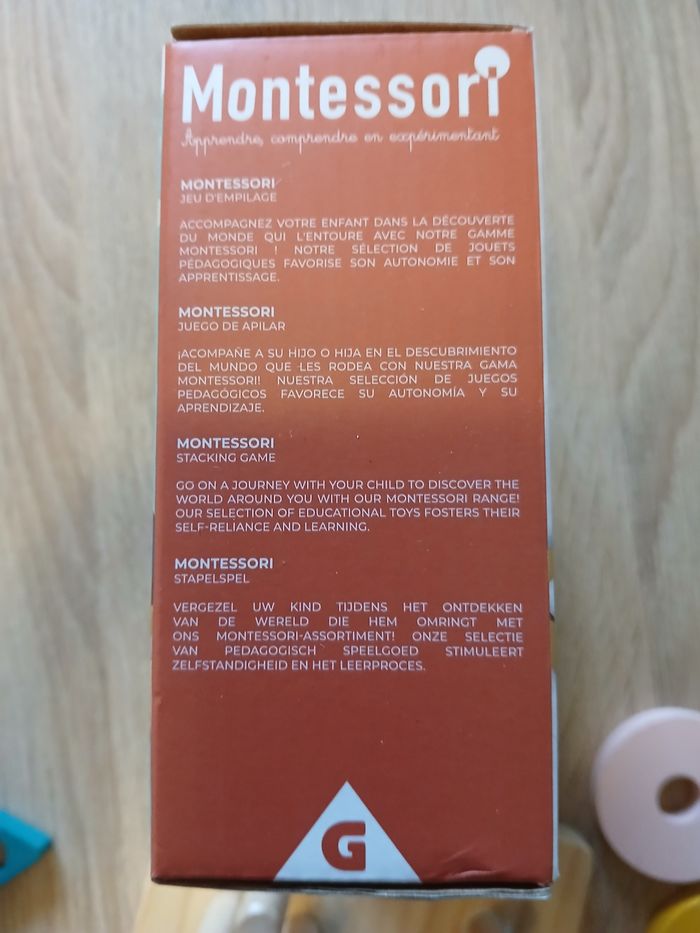 Montessori
Apprendre, comprendre en expérimentant
MONTESSORI
JEU D'EMPILAGE
ACCOMPAGNEZ VOTRE ENFANT DANS LA DÉCOUVERTE
DU MONDE QUI L'ENTOURE AVEC NOTRE GAMME
MONTESSORI ! NOTRE SÉLECTION DE JOUETS
PÉDAGOGIQUES FAVORISE SON AUTONOMIE ET SON
APPRENTISSAGE.
MONTESSORI
JUEGO DE APILAR
¡ACOMPAÑE A SU HIJO O HIJA EN EL DESCUBRIMIENTO
DEL MUNDO QUE LES RODEA CON NUESTRA GAMA
MONTESSORI! NUESTRA SELECCIÓN DE JUEGOS
PEDAGÓGICOS FAVORECE SU AUTONOMÍA Y SU
APRENDIZAJE.
MONTESSORI
STACKING GAME
GO ON A JOURNEY WITH YOUR CHILD TO DISCOVER THE
WORLD AROUND YOU WITH OUR MONTESSORI RANGE!
OUR SELECTION OF EDUCATIONAL TOYS FOSTERS THEIR
SELF-RELIANCE AND LEARNING.
MONTESSORI
STAPELSPEL
VERGEZEL UW KIND TIJDENS HET ONTDEKKEN
VAN DE WERELD DIE HEM OMRINGT MET
ONS MONTESSORI-ASSORTIMENT! ONZE SELECTIE
VAN PEDAGOGISCH SPEELGOED STIMULEERT
ZELFSTANDIGHEID EN HET LEERPROCES.
G